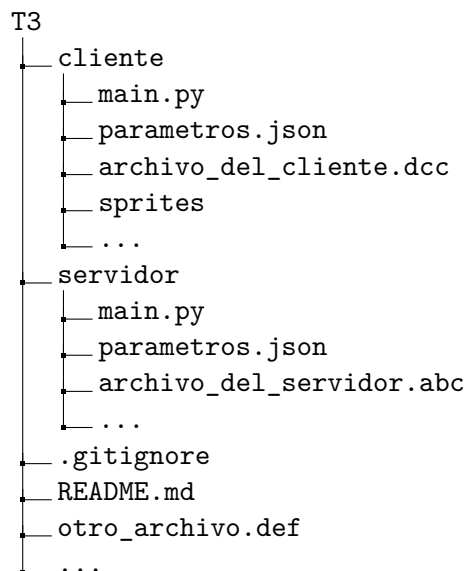 T3
cliente
main.py
parametros.json
archivo_del_cliente.dcc
sprites
...
servidor
main.py
parametros.json
archivo_del_servidor.abc
...
.gitignore
README.md
otro_archivo.def
...